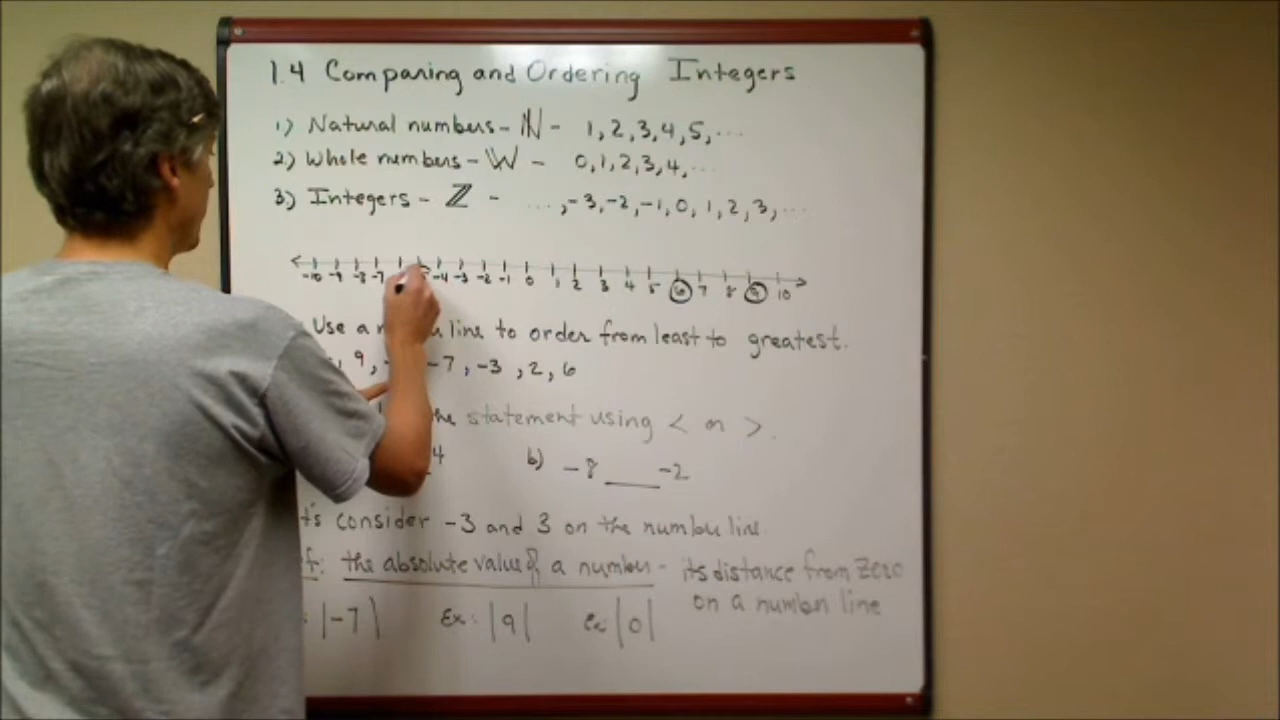 1.4 Comparing and Ordering Integers
1) Natural numbers - ℕ - 1, 2, 3, 4, 5, ...
2) Whole numbers - 𝕎 - 0, 1, 2, 3, 4, ...
3) Integers - ℤ - ..., -3, -2, -1, 0, 1, 2, 3, ...
-10 -9 -8 -7 -4 -3 -2 -1 0 1 2 3 4 5 6 7 8 9 10
Use a line to order from least to greatest.
, 9, -7, -3, 2, 6
the statement using < or >.
4 b) -8 ____ -2
consider -3 and 3 on the number line.
the absolute value of a number - its distance from zero
on a number line
|-7| Ex: |9| Ex: |0|